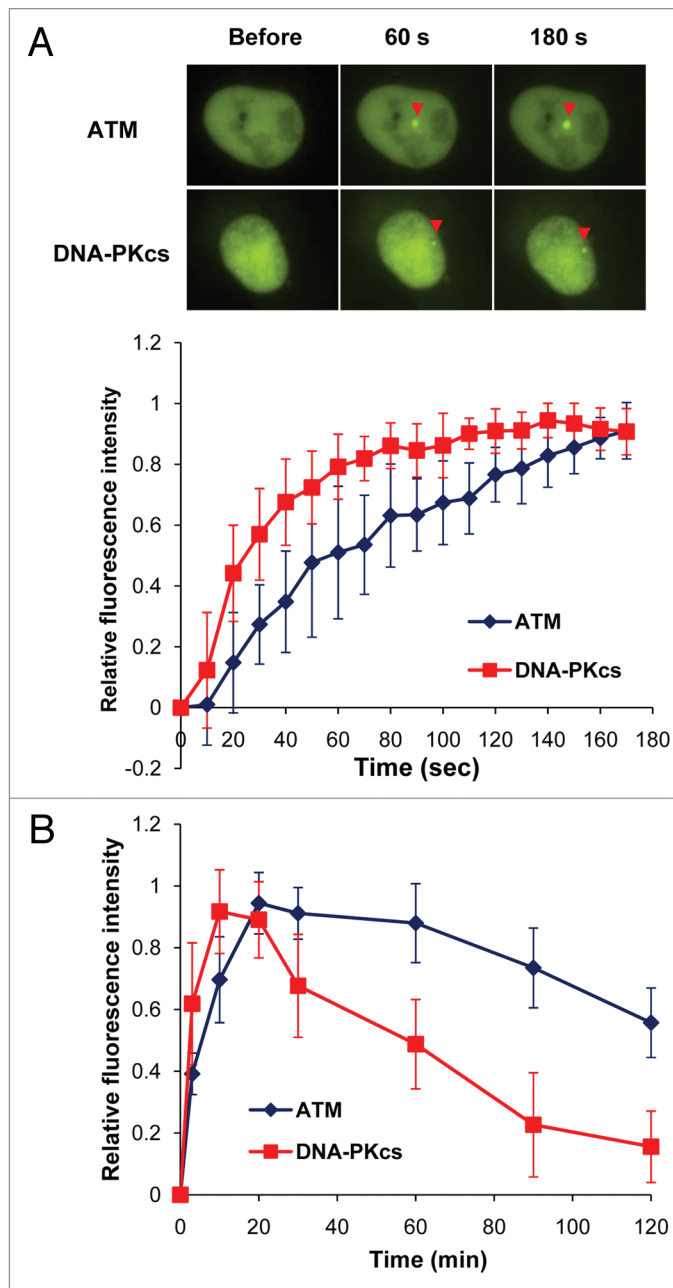 A
Before 60 s 180 s
ATM
DNA-PKcs
Relative fluorescence intensity
1.2
1
0.8
0.6
0.4
0.2
0
-0.2
ATM
DNA-PKcs
0 20 40 60 80 100 120 140 160 180
Time (sec)
B
Relative fluorescence intensity
1.2
1
0.8
0.6
0.4
0.2
0
ATM
DNA-PKcs
0 20 40 60 80 100 120
Time (min)